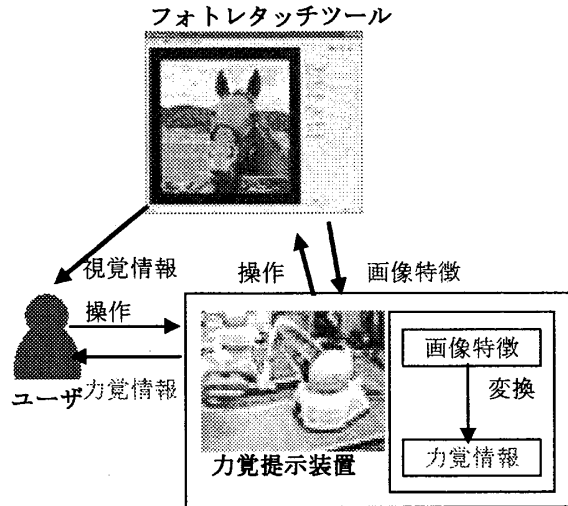 フォトレタッチツール
視覚情報
操作
画像特徴
操作
力覚情報
ユーザ
画像特徴
変換
力覚情報
力覚提示装置